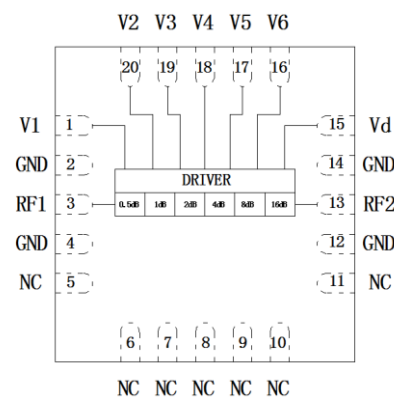 V2 V3 V4 V5 V6
20 19 18 17 16
V1 1 15 Vd
GND 2 14 GND
DRIVER
RF1 3 0.5dB 1dB 2dB 4dB 8dB 16dB 13 RF2
GND 4 12 GND
NC 5 11 NC
6 7 8 9 10
NC NC NC NC NC